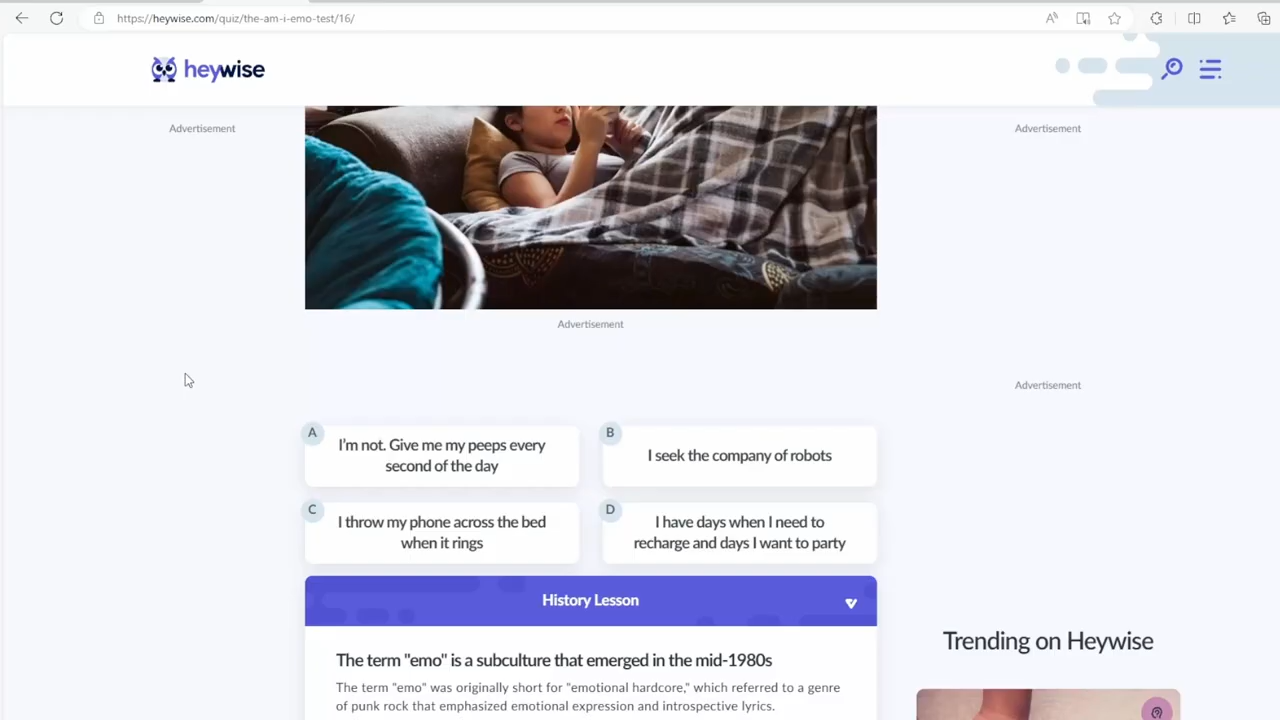 https://heywise.com/quiz/the-am-i-emo-test/16/
heywise
Advertisement
Advertisement
Advertisement
Advertisement
A
I'm not. Give me my peeps every
second of the day
B
I seek the company of robots
C
I throw my phone across the bed
when it rings
D
I have days when I need to
recharge and days I want to party
History Lesson
The term "emo" is a subculture that emerged in the mid-1980s
The term "emo" was originally short for "emotional hardcore," which referred to a genre
of punk rock that emphasized emotional expression and introspective lyrics.
Trending on Heywise